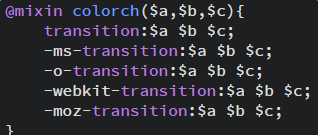 @mixin colorch($a,$b,$c){
transition:$a $b $c;
-ms-transition:$a $b $c;
-o-transition:$a $b $c;
-webkit-transition:$a $b $c;
-moz-transition:$a $b $c;
}